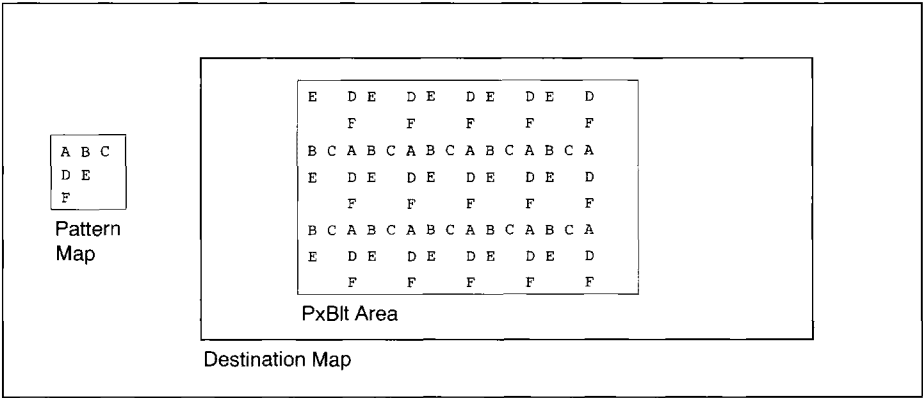 A B C
D E
F
Pattern
Map
E D E D E D E D E D
F F F F F
B C A B C A B C A B C A B C A
E D E D E D E D E D
F F F F F
B C A B C A B C A B C A B C A
E D E D E D E D E D
F F F F F
PxBlt Area
Destination Map